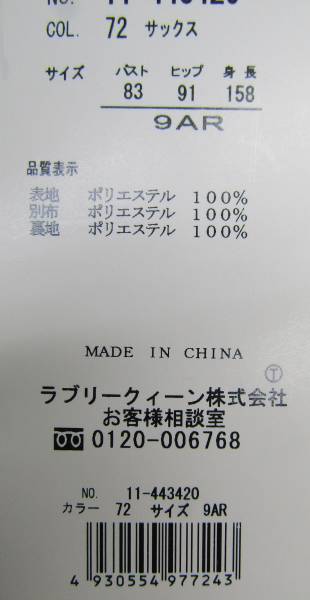 NO. 11-443420
COL. 72 サックス
サイズ バスト ヒップ 身長
83 91 158
9AR
品質表示
表地 ポリエステル 100%
別布 ポリエステル 100%
裏地 ポリエステル 100%
MADE IN CHINA
Ⓣ
ラブリークィーン株式会社
お客様相談室
0120-006768
NO. 11-443420
カラー 72 サイズ 9AR
4 930554 977243